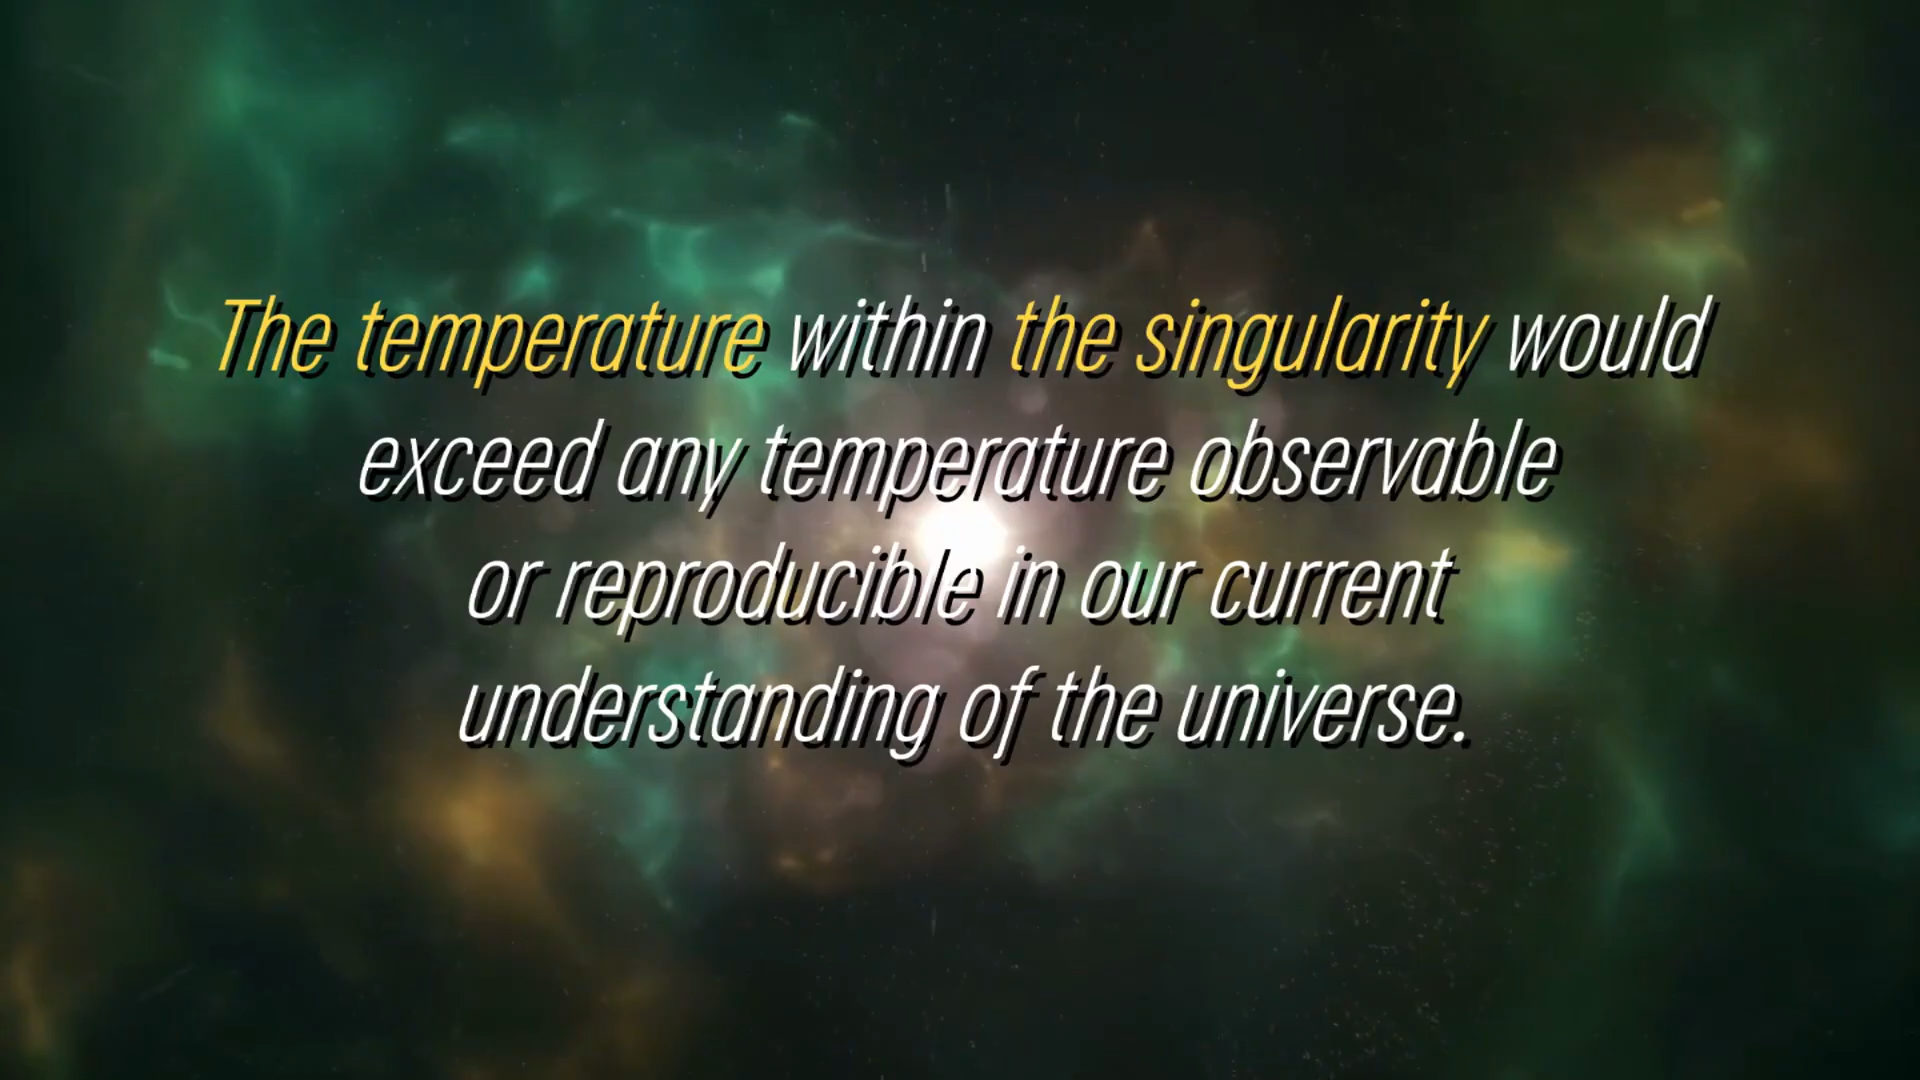 The temperature within the singularity would
exceed any temperature observable
or reproducible in our current
understanding of the universe.